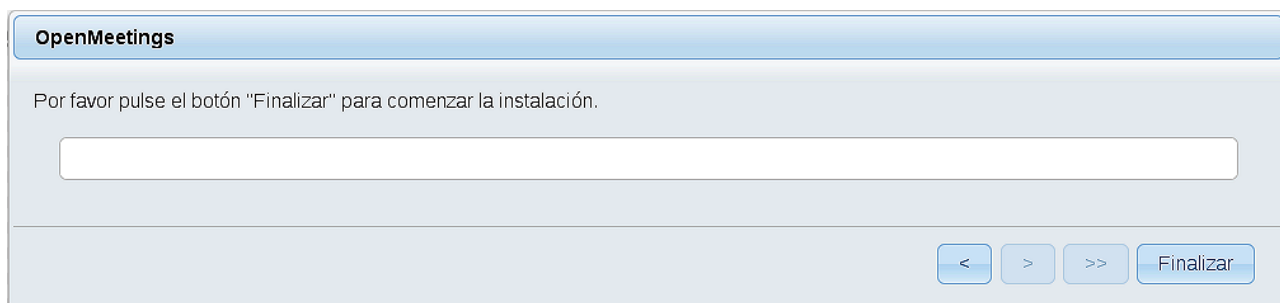 OpenMeetings
Por favor pulse el botón "Finalizar" para comenzar la instalación.
< > >> Finalizar